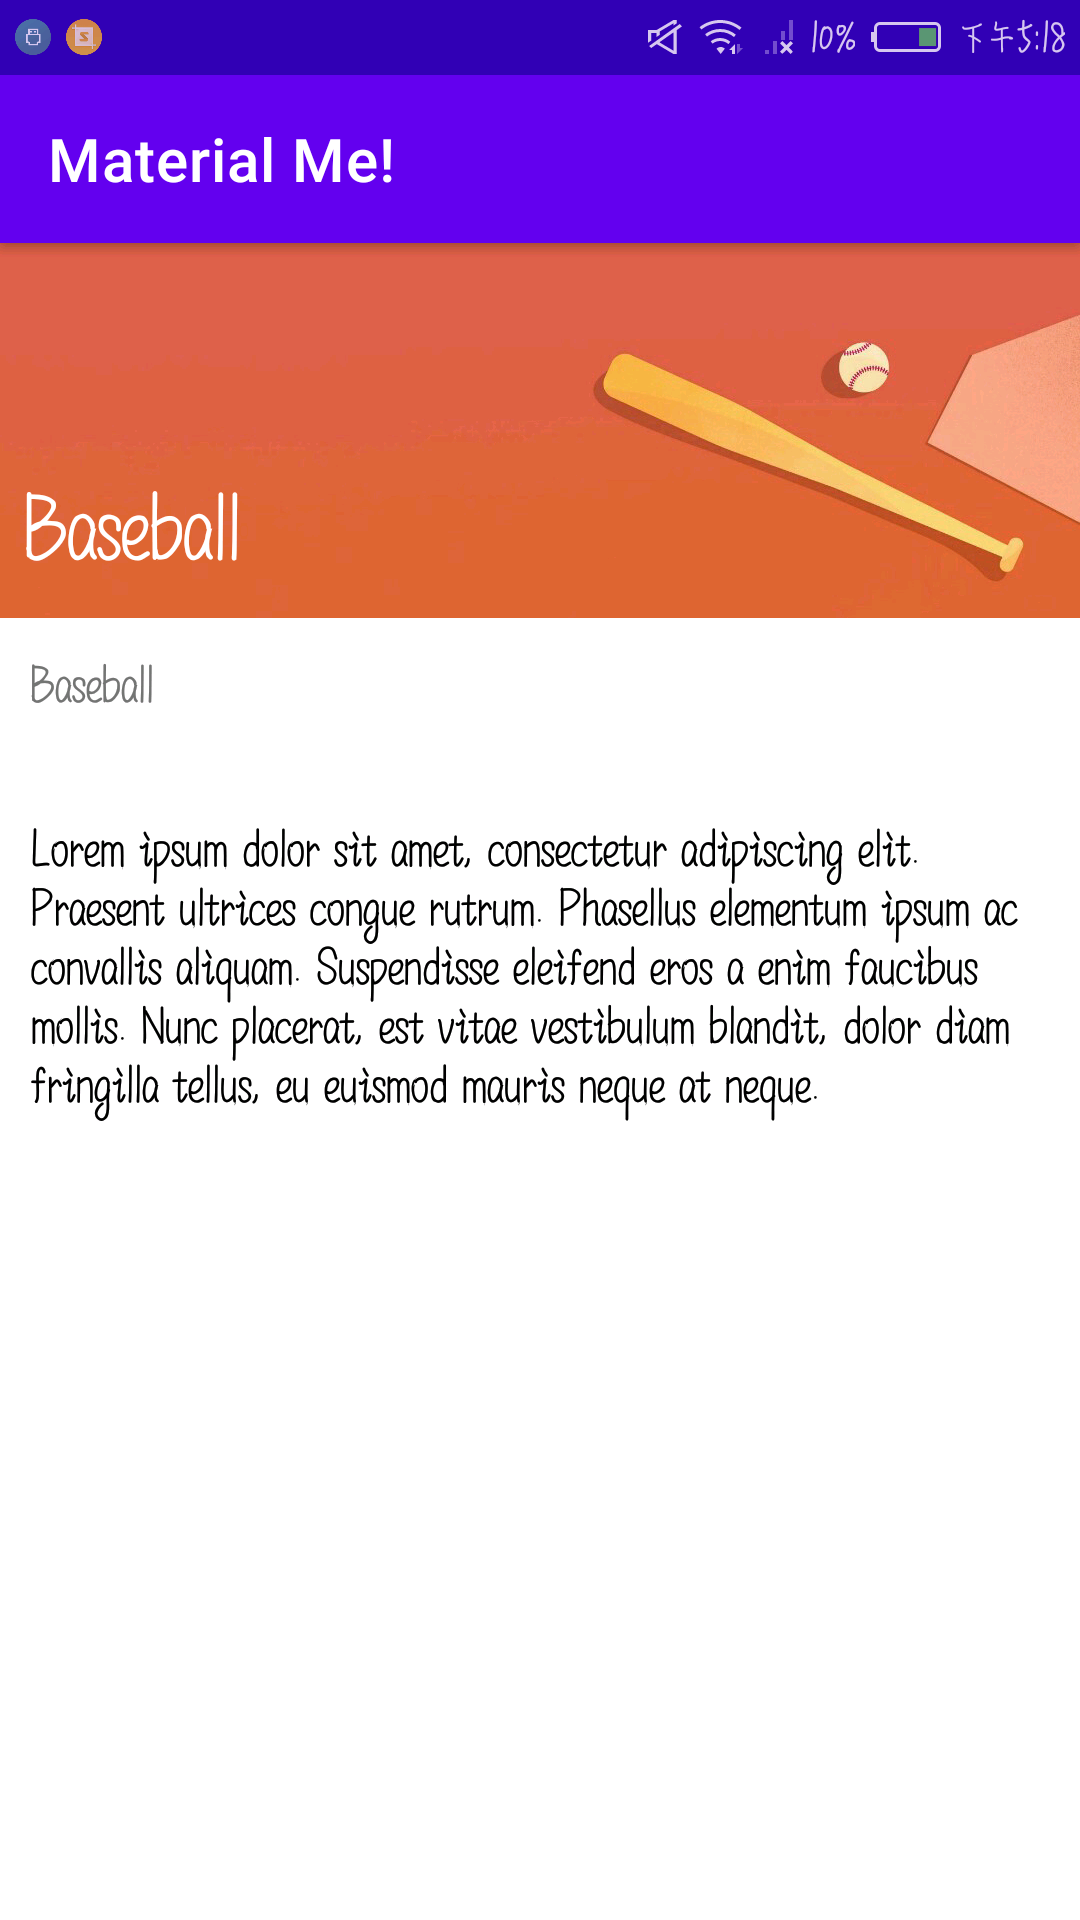 10% 下午5:18
Material Me!
Baseball
Baseball
Lorem ipsum dolor sit amet, consectetur adipiscing elit.
Praesent ultrices congue rutrum. Phasellus elementum ipsum ac
convallis aliquam. Suspendisse eleifend eros a enim faucibus
mollis. Nunc placerat, est vitae vestibulum blandit, dolor diam
fringilla tellus, eu euismod mauris neque at neque.